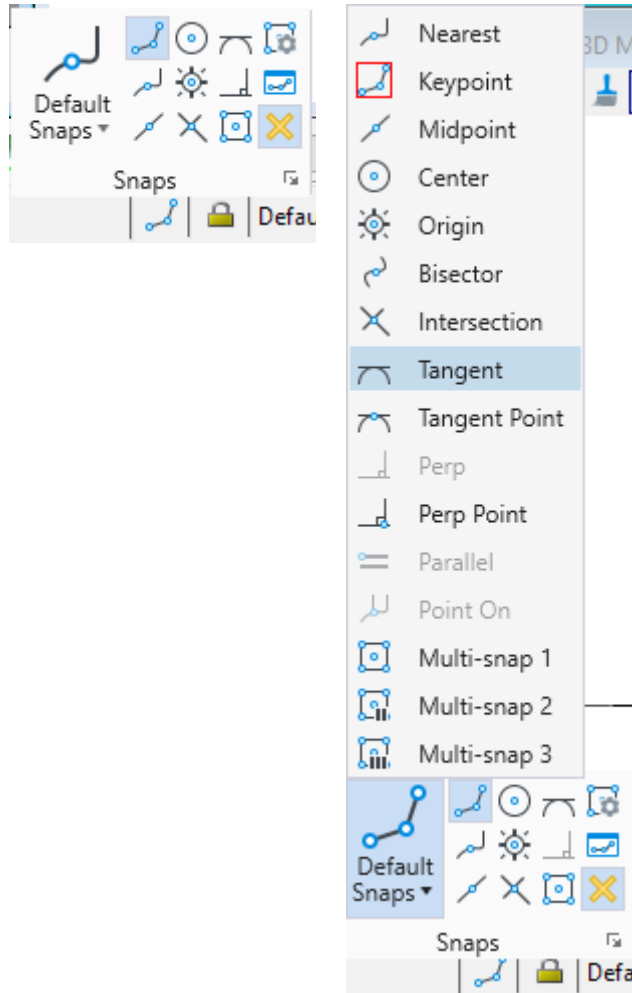 Default
Snaps
Snaps
Defau
Nearest
Keypoint
Midpoint
Center
Origin
Bisector
Intersection
Tangent
Tangent Point
Perp
Perp Point
Parallel
Point On
Multi-snap 1
Multi-snap 2
Multi-snap 3
3D M
Default
Snaps
Snaps
Defa